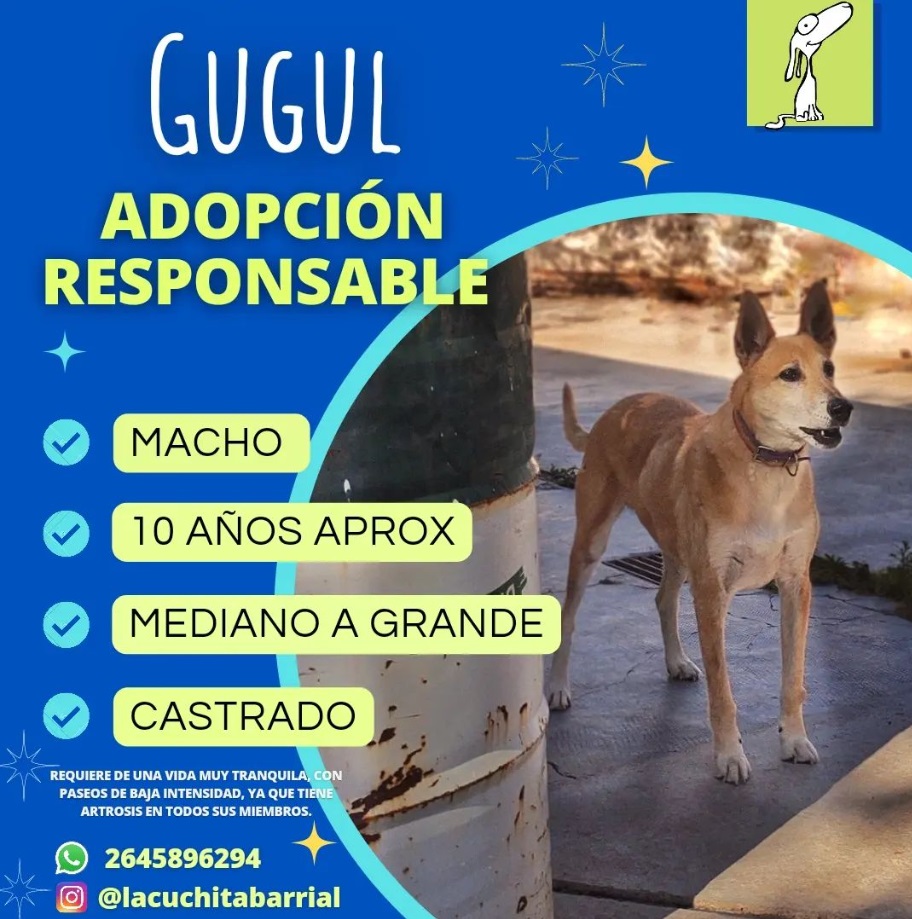 GUGUL
ADOPCIÓN
RESPONSABLE
MACHO
10 AÑOS APROX
MEDIANO A GRANDE
CASTRADO
REQUIERE DE UNA VIDA MUY TRANQUILA, CON
PASEOS DE BAJA INTENSIDAD, YA QUE TIENE
ARTROSIS EN TODOS SUS MIEMBROS.
2645896294
@lacuchitabarrial